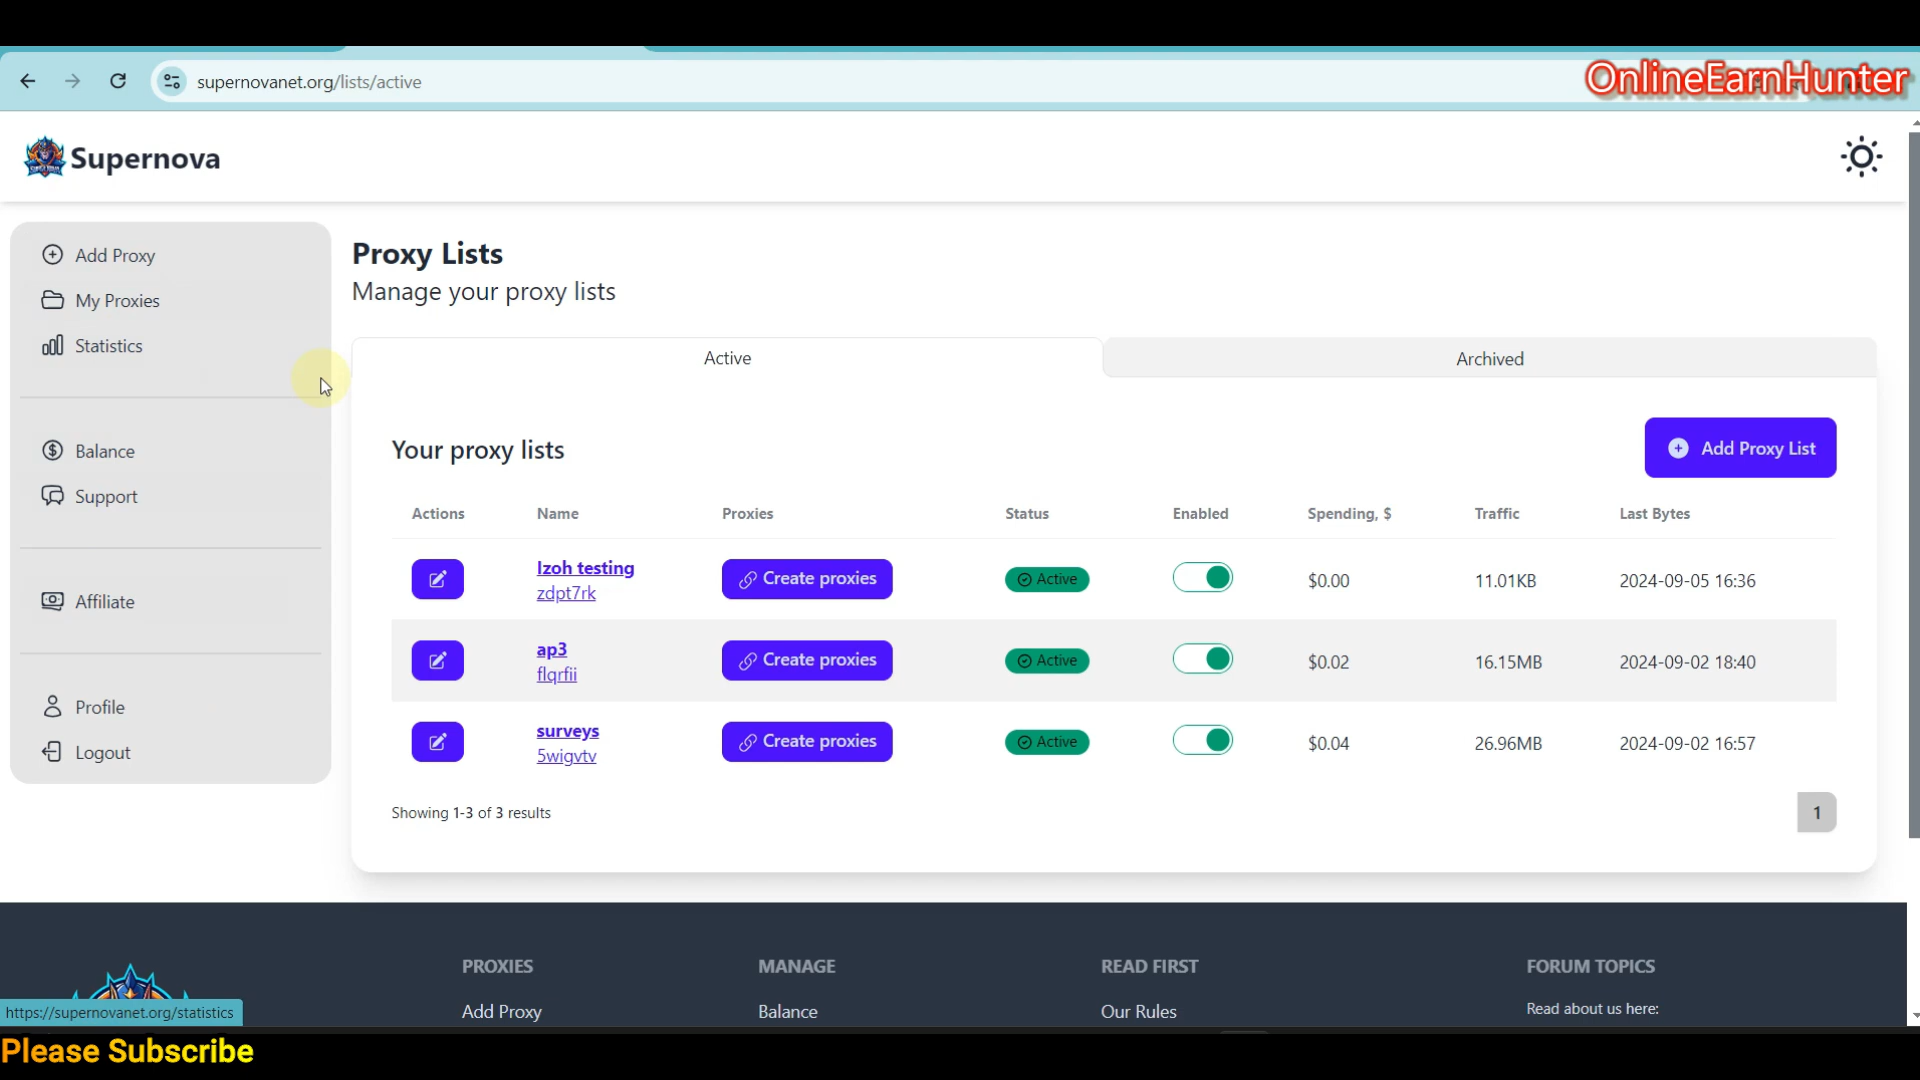 supernovanet.org/lists/active
OnlineEarnHunter
Supernova
Add Proxy
My Proxies
Statistics
Balance
Support
Affiliate
Profile
Logout
Proxy Lists
Manage your proxy lists
Active
Archived
Your proxy lists
Add Proxy List
Actions Name Proxies Status Enabled Spending, $ Traffic Last Bytes
Izoh testing
zdpt7rk
Create proxies Active $0.00 11.01KB 2024-09-05 16:36
ap3
flqrfii
Create proxies Active $0.02 16.15MB 2024-09-02 18:40
surveys
5wigvtv
Create proxies Active $0.04 26.96MB 2024-09-02 16:57
Showing 1-3 of 3 results
1
PROXIES MANAGE READ FIRST FORUM TOPICS
Add Proxy Balance Our Rules Read about us here:
https://supernovanet.org/statistics
Please Subscribe